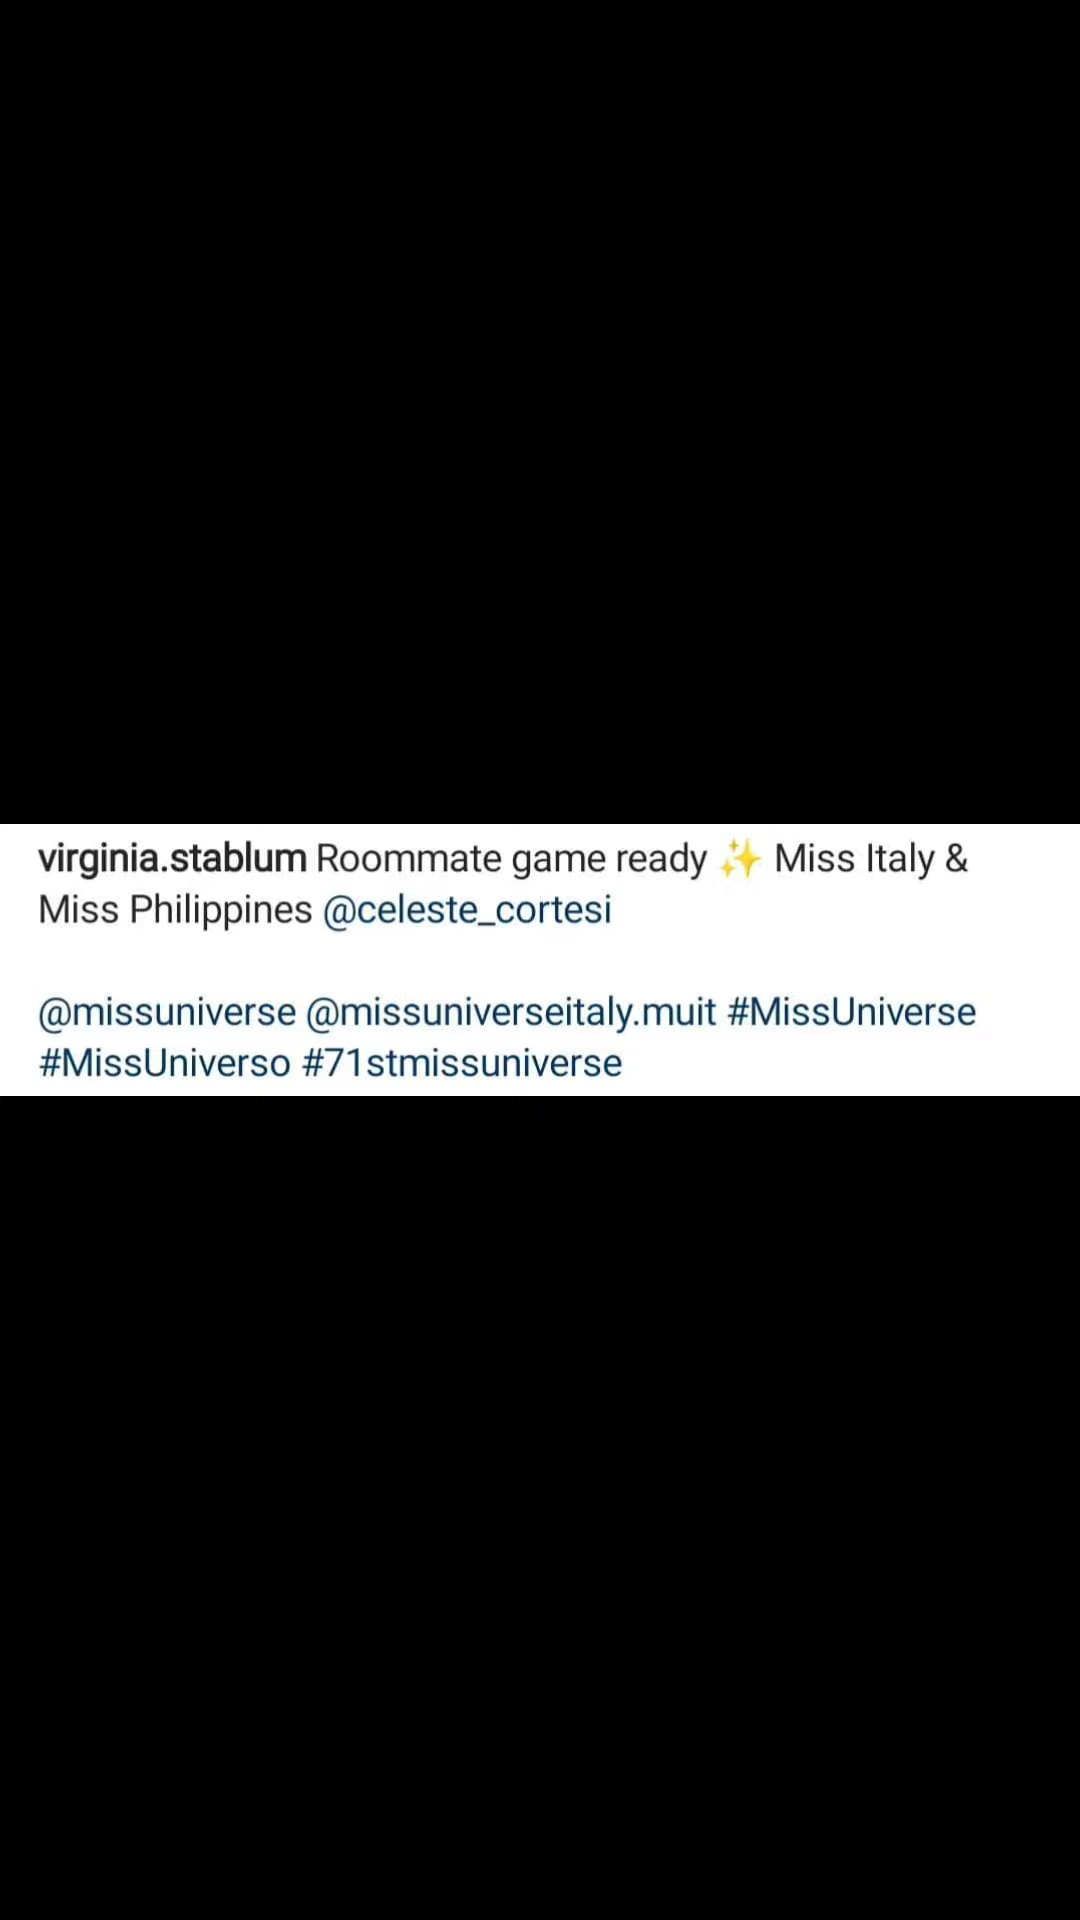 virginia.stablum Roommate game ready ✨ Miss Italy &
Miss Philippines @celeste_cortesi
@missuniverse @missuniverseitaly.muit #MissUniverse
#MissUniverso #71stmissuniverse